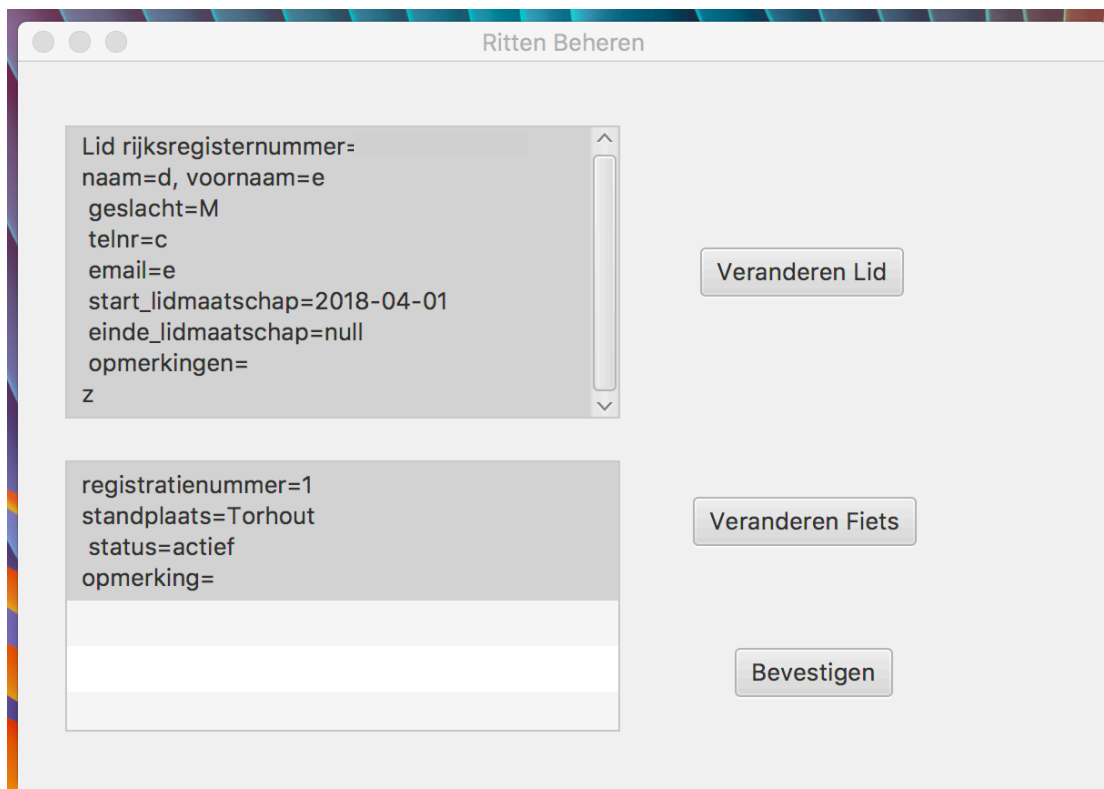 Ritten Beheren
Lid rijksregisternummer=
naam=d, voornaam=e
geslacht=M
telnr=c
email=e
start_lidmaatschap=2018-04-01
einde_lidmaatschap=null
opmerkingen=
z
Veranderen Lid
registratienummer=1
standplaats=Torhout
status=actief
opmerking=
Veranderen Fiets
Bevestigen